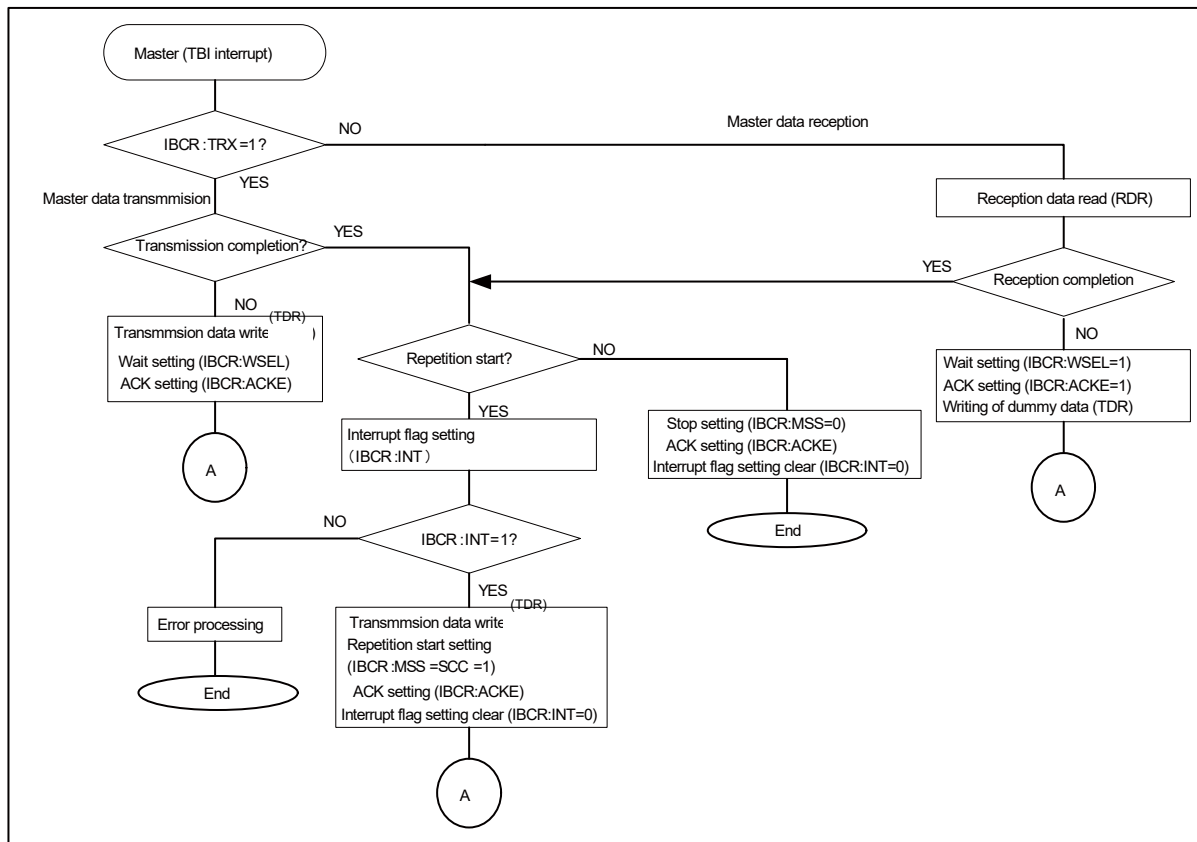 Master (TBI interrupt)
IBCR :TRX =1 ?
NO
Master data reception
YES
Master data transmmision
Reception data read (RDR)
Transmission completion?
YES
YES
Reception completion
NO
(TDR)
Transmmsion data write )
Wait setting (IBCR:WSEL)
ACK setting (IBCR:ACKE)
Repetition start?
NO
NO
Wait setting (IBCR:WSEL=1)
ACK setting (IBCR:ACKE=1)
Writing of dummy data (TDR)
YES
Interrupt flag setting
(IBCR :INT )
Stop setting (IBCR:MSS=0)
ACK setting (IBCR:ACKE)
Interrupt flag setting clear (IBCR:INT=0)
A
A
End
NO
IBCR :INT=1?
YES
(TDR)
Error processing
Transmmsion data write
Repetition start setting
(IBCR :MSS =SCC =1)
ACK setting (IBCR:ACKE)
Interrupt flag setting clear (IBCR:INT=0)
End
A